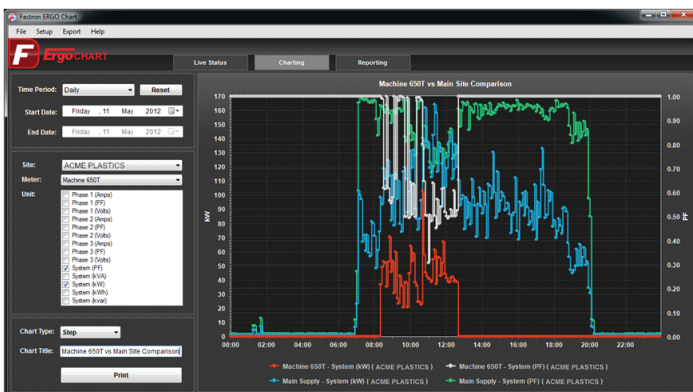 Fastron ERGO Chart
File Setup Export Help
F ErgoCHART
Live Status Charting Reporting
Time Period: Daily Reset
Start Date: Friday , 11 May 2012
End Date: Friday , 11 May 2012
Site: ACME PLASTICS
Meter: Machine 650T
Unit:
Phase 1 (Amps)
Phase 1 (PF)
Phase 1 (Volts)
Phase 2 (Amps)
Phase 2 (PF)
Phase 2 (Volts)
Phase 3 (Amps)
Phase 3 (PF)
Phase 3 (Volts)
System (PF)
System (kVA)
System (kW)
System (kWh)
System (kvar)
Chart Type: Step
Chart Title: Machine 650T vs Main Site Comparison
Print
Machine 650T vs Main Site Comparison
170
160
150
140
130
120
110
100
90
80
70
60
50
40
30
20
10
0
kW
1.00
0.90
0.80
0.70
0.60
0.50
0.40
0.30
0.20
0.10
0.00
PF
00:00 02:00 04:00 06:00 08:00 10:00 12:00 14:00 16:00 18:00 20:00 22:00
Machine 650T - System (kW) ( ACME PLASTICS ) Machine 650T - System (PF) ( ACME PLASTICS )
Main Supply - System (kW) ( ACME PLASTICS ) Main Supply - System (PF) ( ACME PLASTICS )